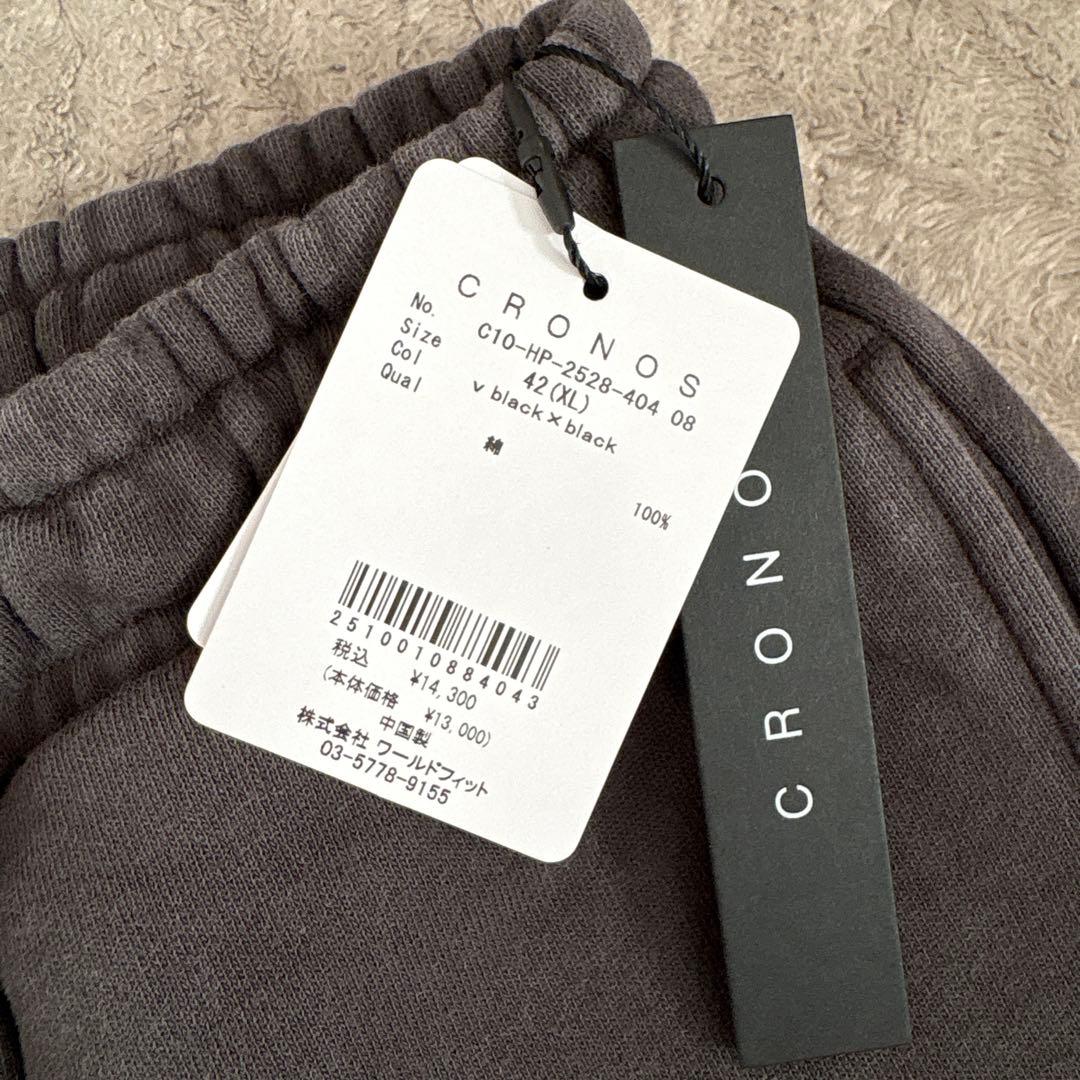 CRONOS
No. C10-HP-2528-404 08
Size 42(XL)
Col v black×black
Qual 綿 100%
2510010884043
税込 ¥14,300
(本体価格 ¥13,000)
中国製
株式会社 ワールドフィット
03-5778-9155
CRONO